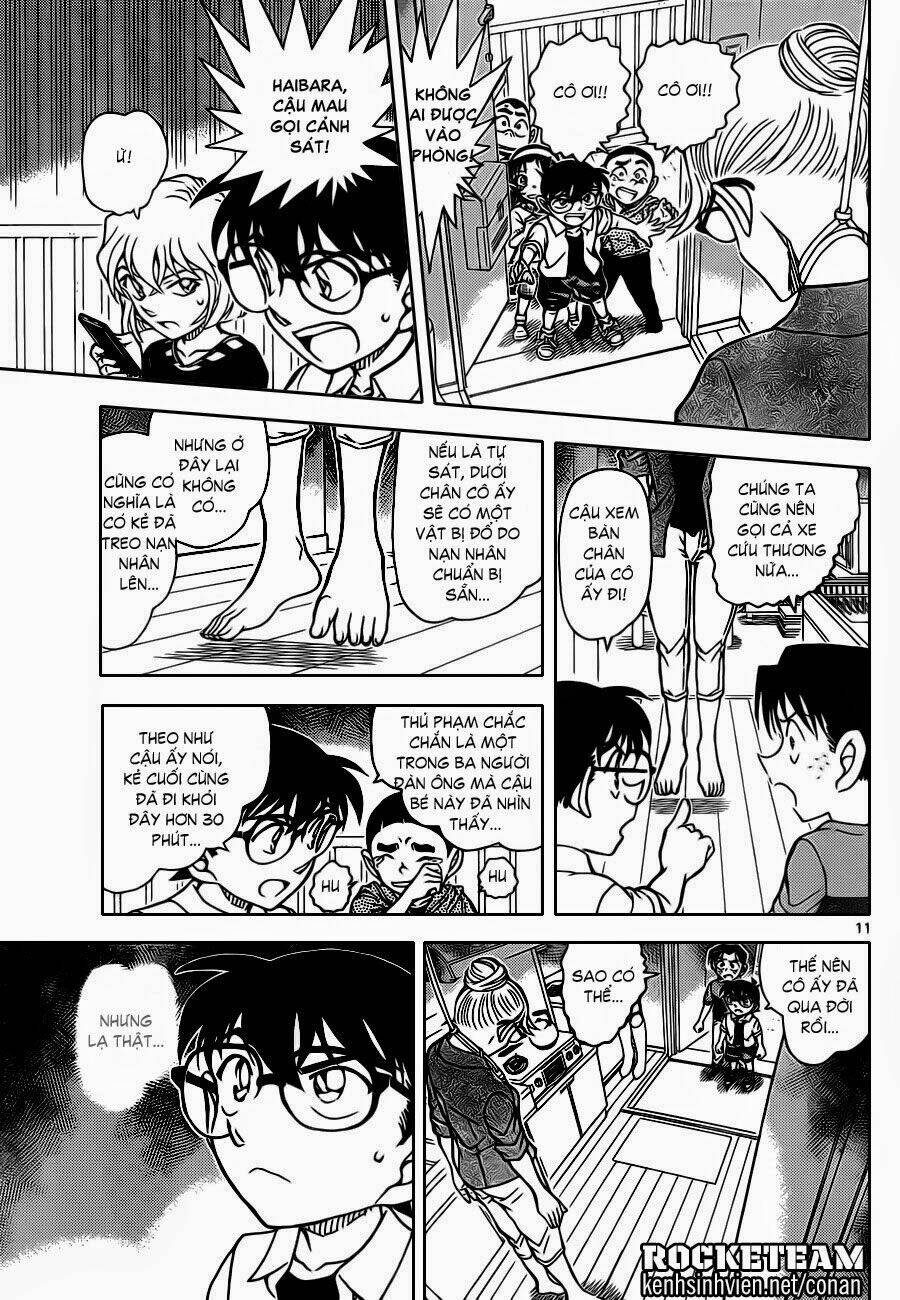 CÔ ƠI!!
CÔ ƠI!!
KHÔNG
AI ĐƯỢC
VÀO
PHÒNG!
HAIBARA,
CẬU MAU
GỌI CẢNH
SÁT!
Ừ!
CHÚNG TA
CŨNG NÊN
GỌI CẢ XE
CỨU THƯƠNG
NỮA...
CẬU XEM
BÀN
CHÂN
CỦA CÔ
ẤY ĐI!
NẾU LÀ TỰ
SÁT, DƯỚI
CHÂN CÔ ẤY
SẼ CÓ MỘT
VẬT BỊ ĐỔ DO
NẠN NHÂN
CHUẨN BỊ
SẴN...
NHƯNG Ở
ĐÂY LẠI
KHÔNG
CÓ...
CŨNG CÓ
NGHĨA LÀ
CÓ KẺ ĐÃ
TREO NẠN
NHÂN
LÊN...
THỦ PHẠM CHẮC
CHẮN LÀ MỘT
TRONG BA NGƯỜI
ĐÀN ÔNG MÀ CẬU
BÉ NÀY ĐÃ NHÌN
THẤY...
HU
HU
THEO NHƯ
CẬU ẤY NÓI,
KẺ CUỐI CÙNG
ĐÃ ĐI KHỎI
ĐÂY HƠN 30
PHÚT...
11
THẾ NÊN
CÔ ẤY ĐÃ
QUA ĐỜI
RỒI...
SAO CÓ
THỂ...
NHƯNG
LẠ THẬT...
ROCKETEAM
kenhsinhvien.net/conan